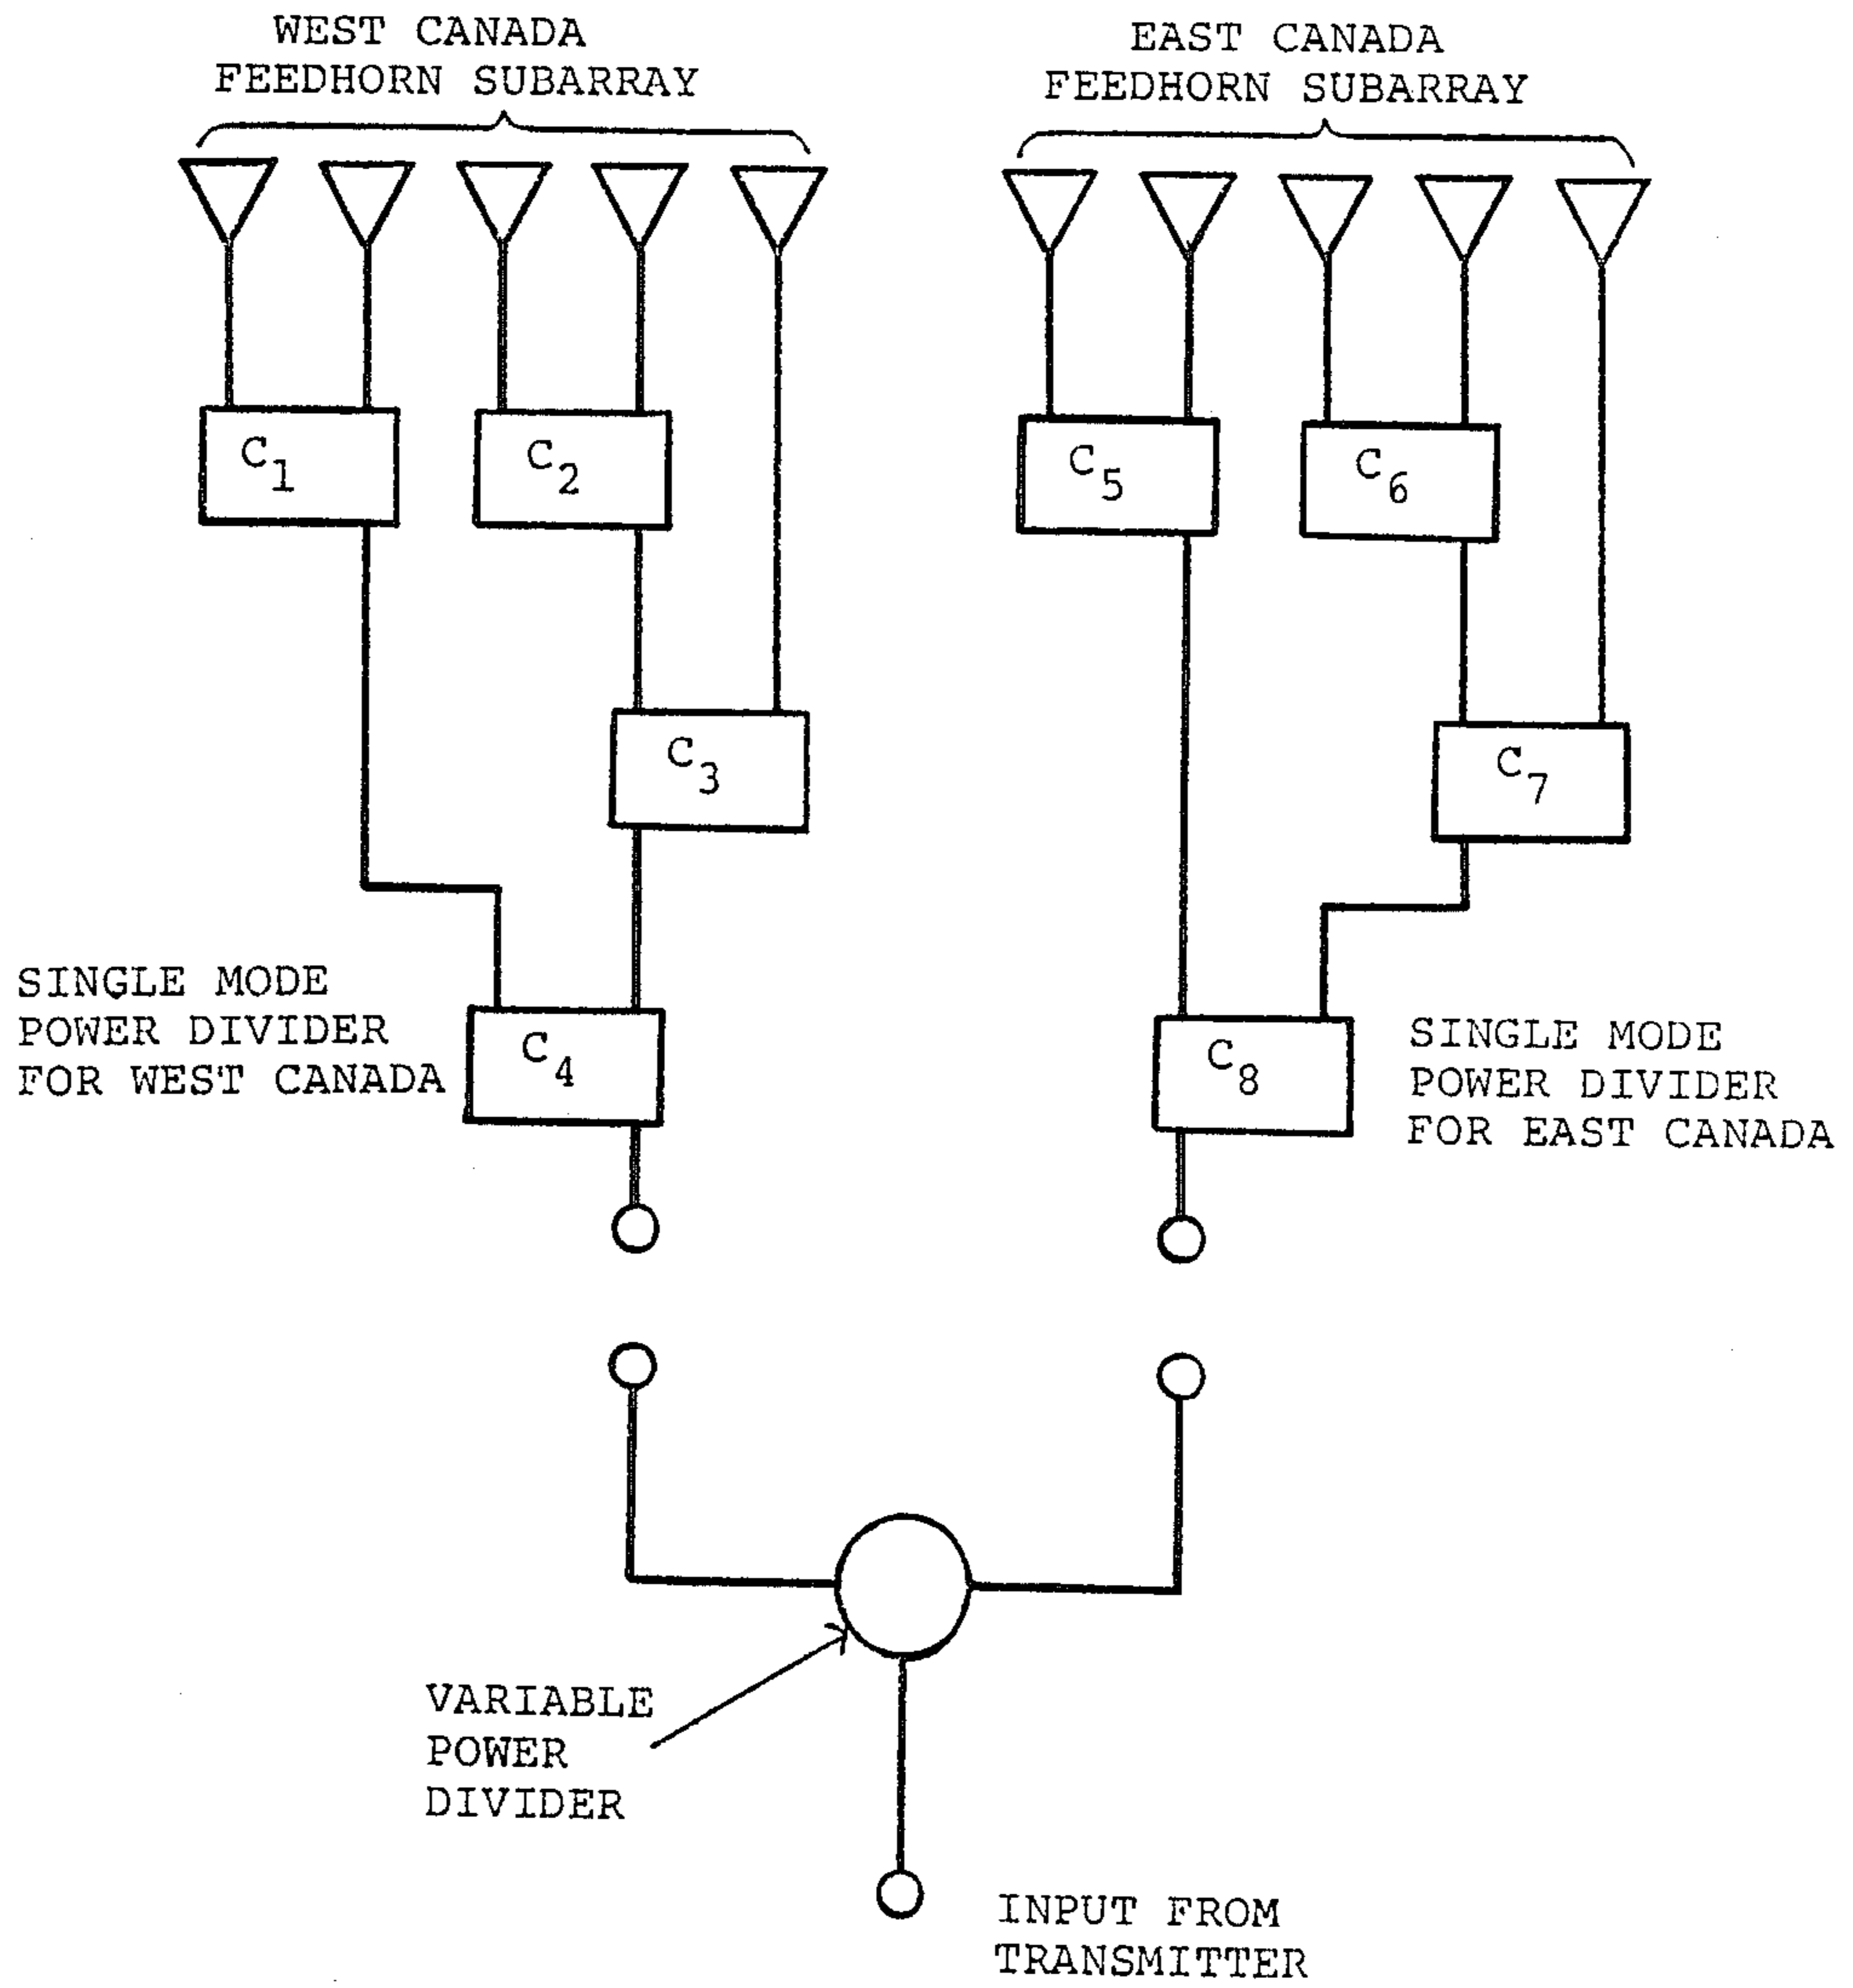 WEST CANADA
FEEDHORN SUBARRAY
EAST CANADA
FEEDHORN SUBARRAY
C1
C2
C5
C6
C3
C7
SINGLE MODE
POWER DIVIDER
FOR WEST CANADA
C4
C8
SINGLE MODE
POWER DIVIDER
FOR EAST CANADA
VARIABLE
POWER
DIVIDER
INPUT FROM
TRANSMITTER